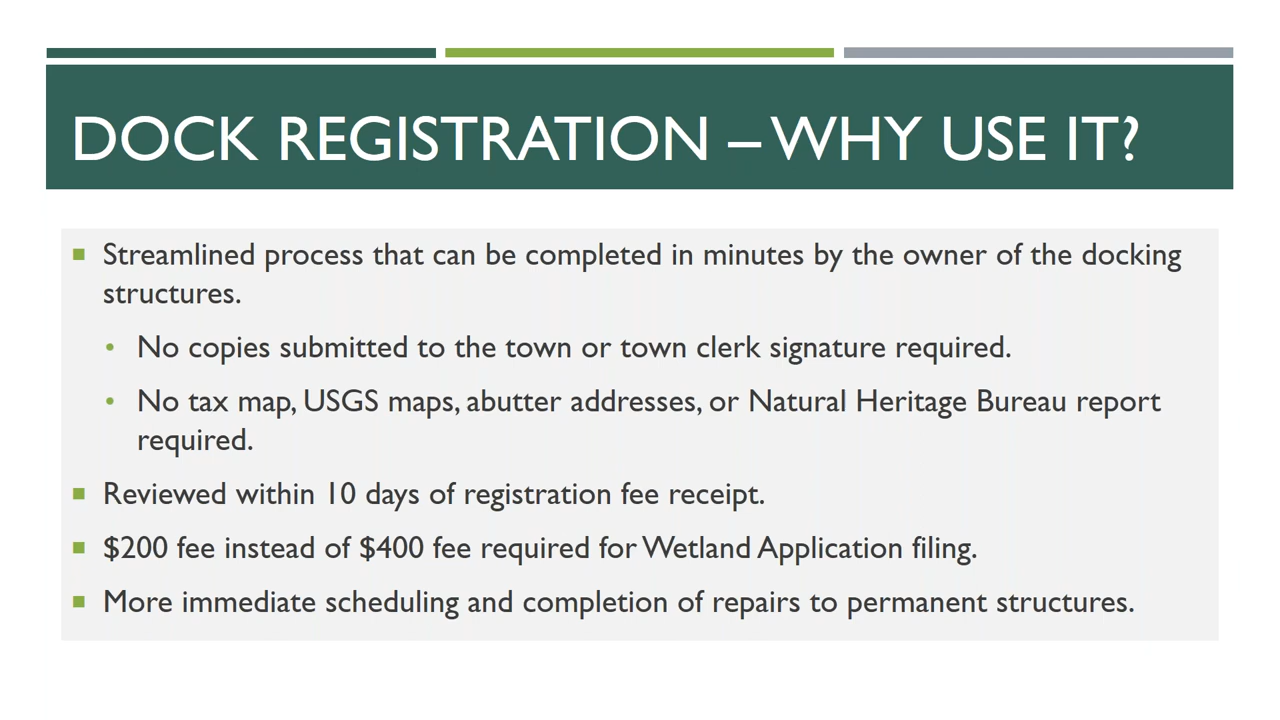 DOCK REGISTRATION – WHY USE IT?
Streamlined process that can be completed in minutes by the owner of the docking
structures.
No copies submitted to the town or town clerk signature required.
No tax map, USGS maps, abutter addresses, or Natural Heritage Bureau report
required.
Reviewed within 10 days of registration fee receipt.
$200 fee instead of $400 fee required for Wetland Application filing.
More immediate scheduling and completion of repairs to permanent structures.